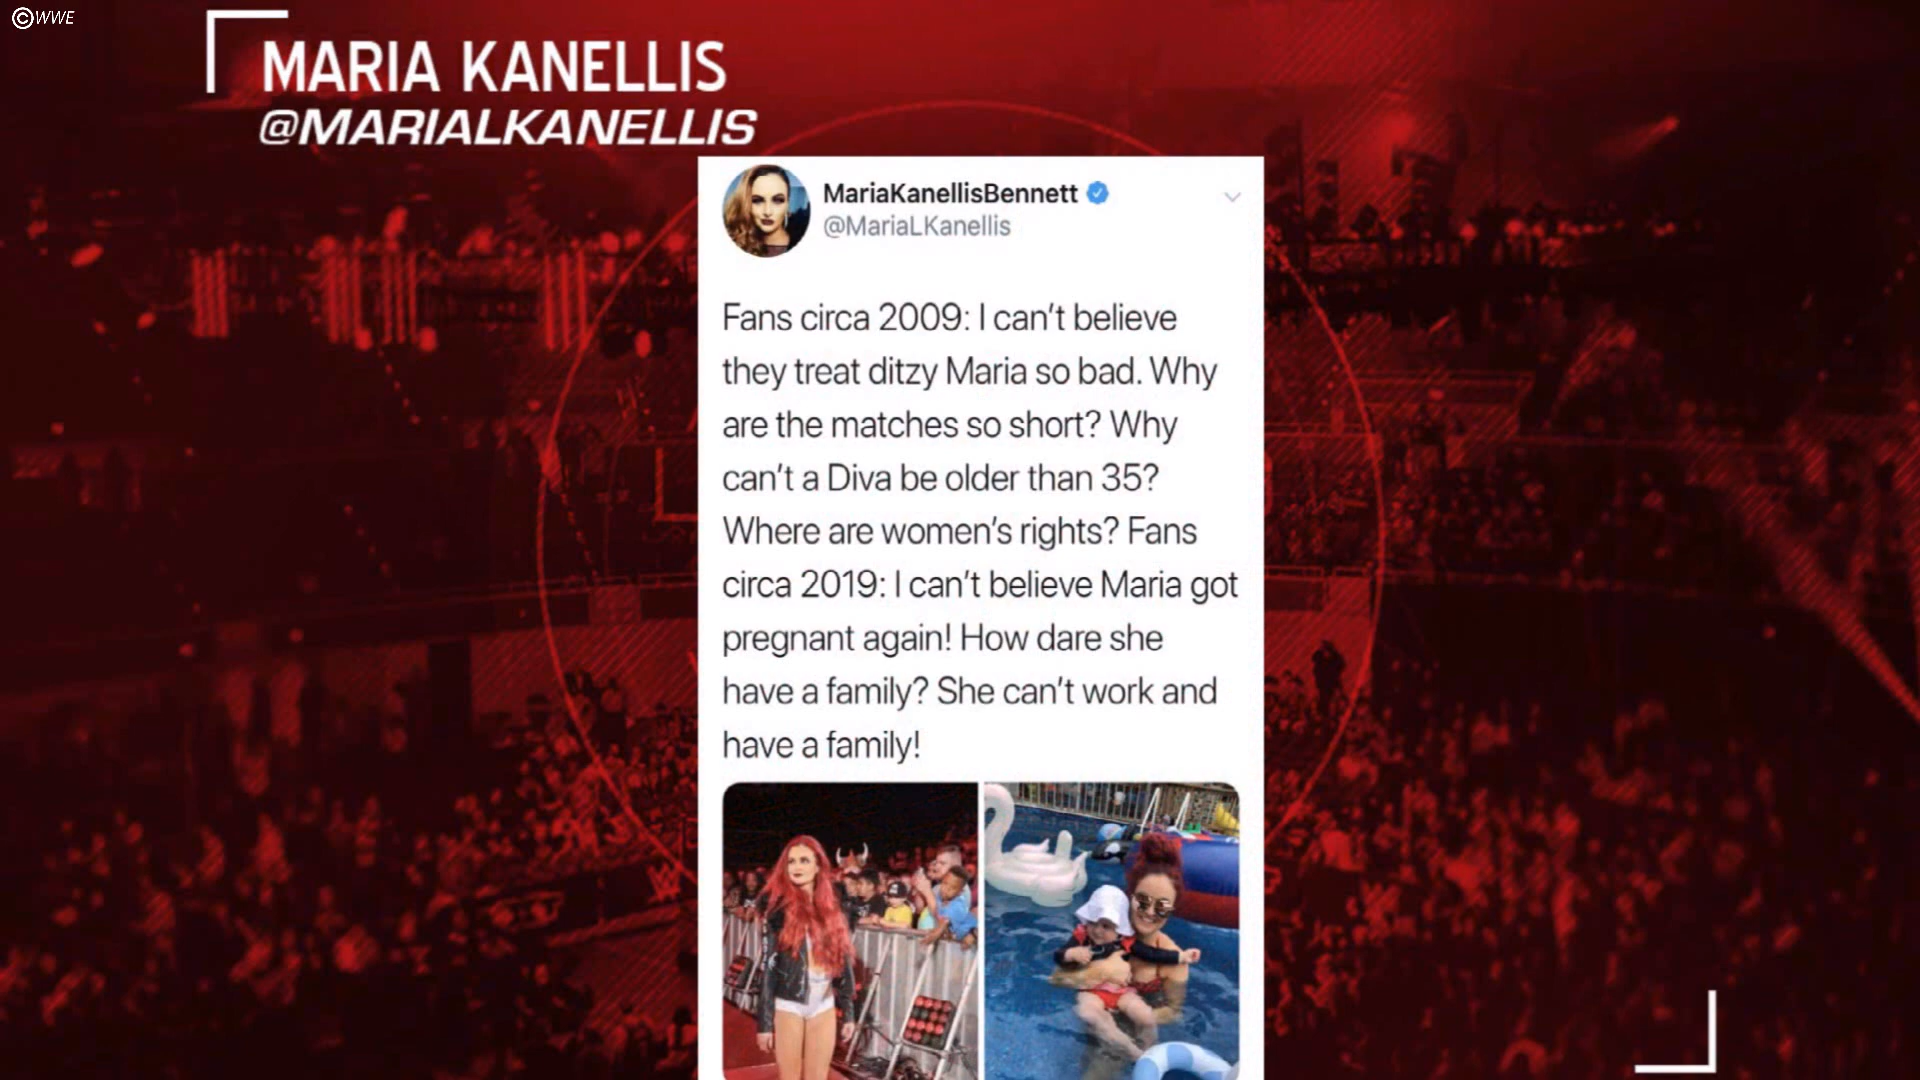 ©WWE
MARIA KANELLIS
@MARIALKANELLIS
MariaKanellisBennett
@MariaLKanellis
Fans circa 2009: I can't believe
they treat ditzy Maria so bad. Why
are the matches so short? Why
can't a Diva be older than 35?
Where are women's rights? Fans
circa 2019: I can't believe Maria got
pregnant again! How dare she
have a family? She can't work and
have a family!